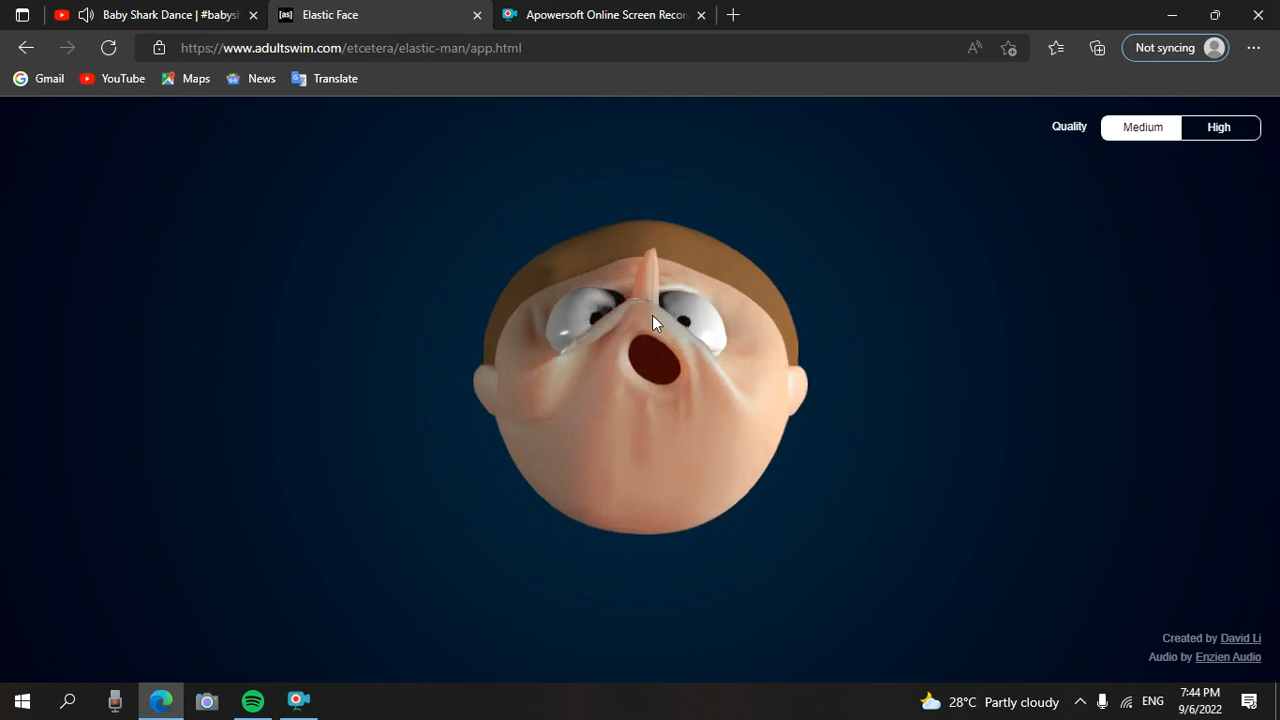 Baby Shark Dance | #babysh
Elastic Face
Apowersoft Online Screen Recor
https://www.adultswim.com/etcetera/elastic-man/app.html
Not syncing
Gmail
YouTube
Maps
News
Translate
[as]
Quality
Medium
High
Created by David Li
Audio by Enzien Audio
28°C Partly cloudy
ENG
7:44 PM
9/6/2022